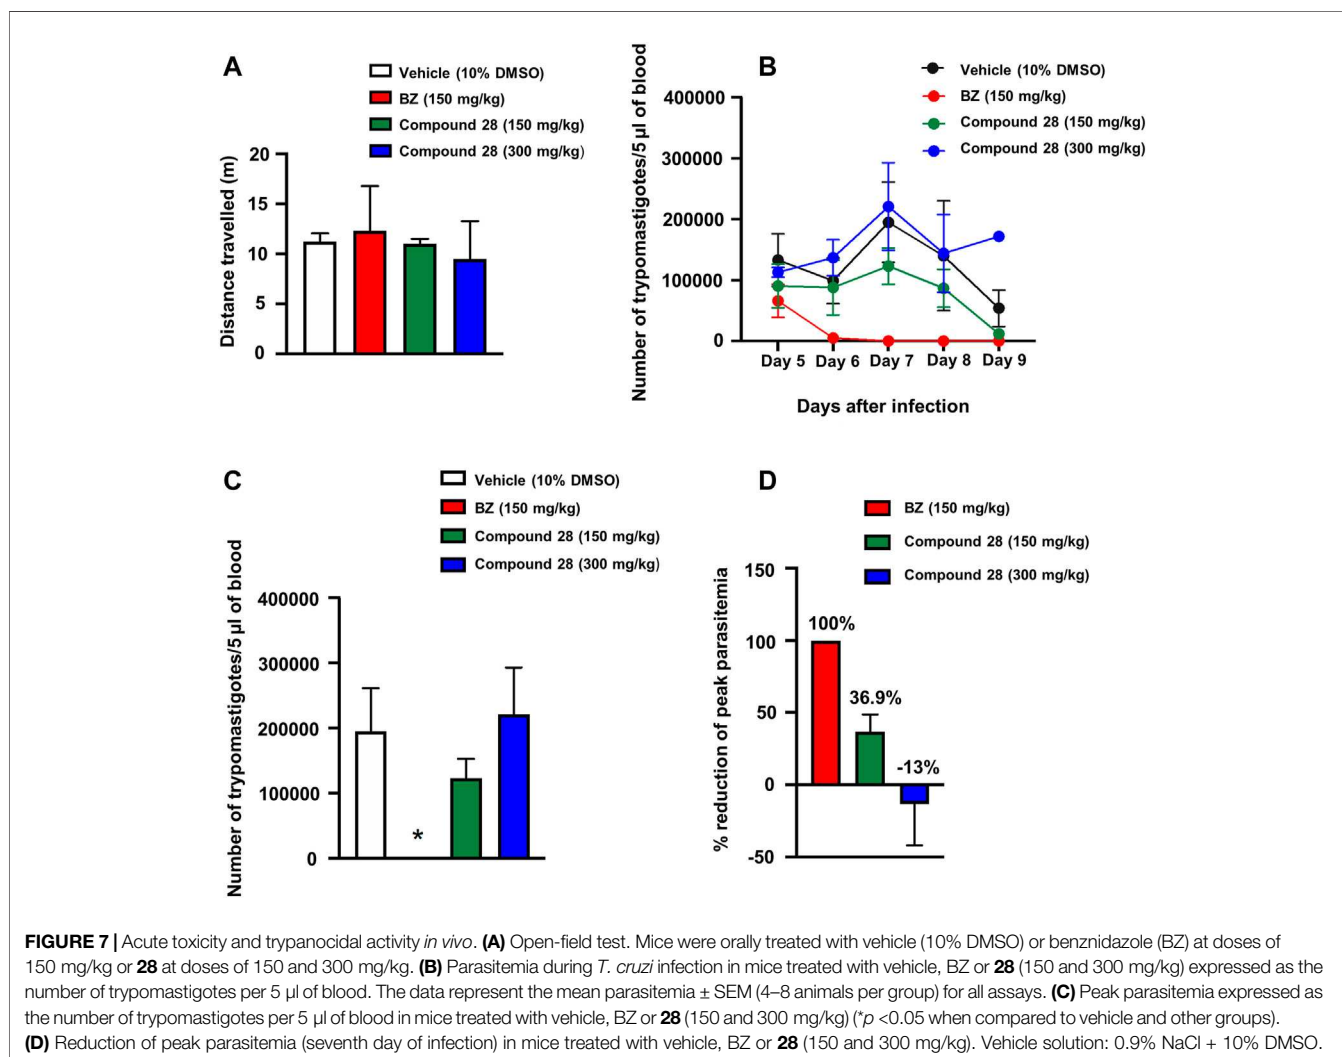 A
Vehicle (10% DMSO)
BZ (150 mg/kg)
Compound 28 (150 mg/kg)
Compound 28 (300 mg/kg)
Distance travelled (m)
20
15
10
5
0
B
Vehicle (10% DMSO)
BZ (150 mg/kg)
Compound 28 (150 mg/kg)
Compound 28 (300 mg/kg)
Number of trypomastigotes/5 µl of blood
400000
300000
200000
100000
0
Day 5 Day 6 Day 7 Day 8 Day 9
Days after infection
C
Vehicle (10% DMSO)
BZ (150 mg/kg)
Compound 28 (150 mg/kg)
Compound 28 (300 mg/kg)
Number of trypomastigotes/5 µl of blood
400000
300000
200000
100000
0
*
D
BZ (150 mg/kg)
Compound 28 (150 mg/kg)
Compound 28 (300 mg/kg)
% reduction of peak parasitemia
150
100
50
0
-50
100%
36.9%
-13%
FIGURE 7 | Acute toxicity and trypanocidal activity in vivo. (A) Open-field test. Mice were orally treated with vehicle (10% DMSO) or benznidazole (BZ) at doses of
150 mg/kg or 28 at doses of 150 and 300 mg/kg. (B) Parasitemia during T. cruzi infection in mice treated with vehicle, BZ or 28 (150 and 300 mg/kg) expressed as the
number of trypomastigotes per 5 µl of blood. The data represent the mean parasitemia ± SEM (4–8 animals per group) for all assays. (C) Peak parasitemia expressed as
the number of trypomastigotes per 5 µl of blood in mice treated with vehicle, BZ or 28 (150 and 300 mg/kg) (*p <0.05 when compared to vehicle and other groups).
(D) Reduction of peak parasitemia (seventh day of infection) in mice treated with vehicle, BZ or 28 (150 and 300 mg/kg). Vehicle solution: 0.9% NaCl + 10% DMSO.